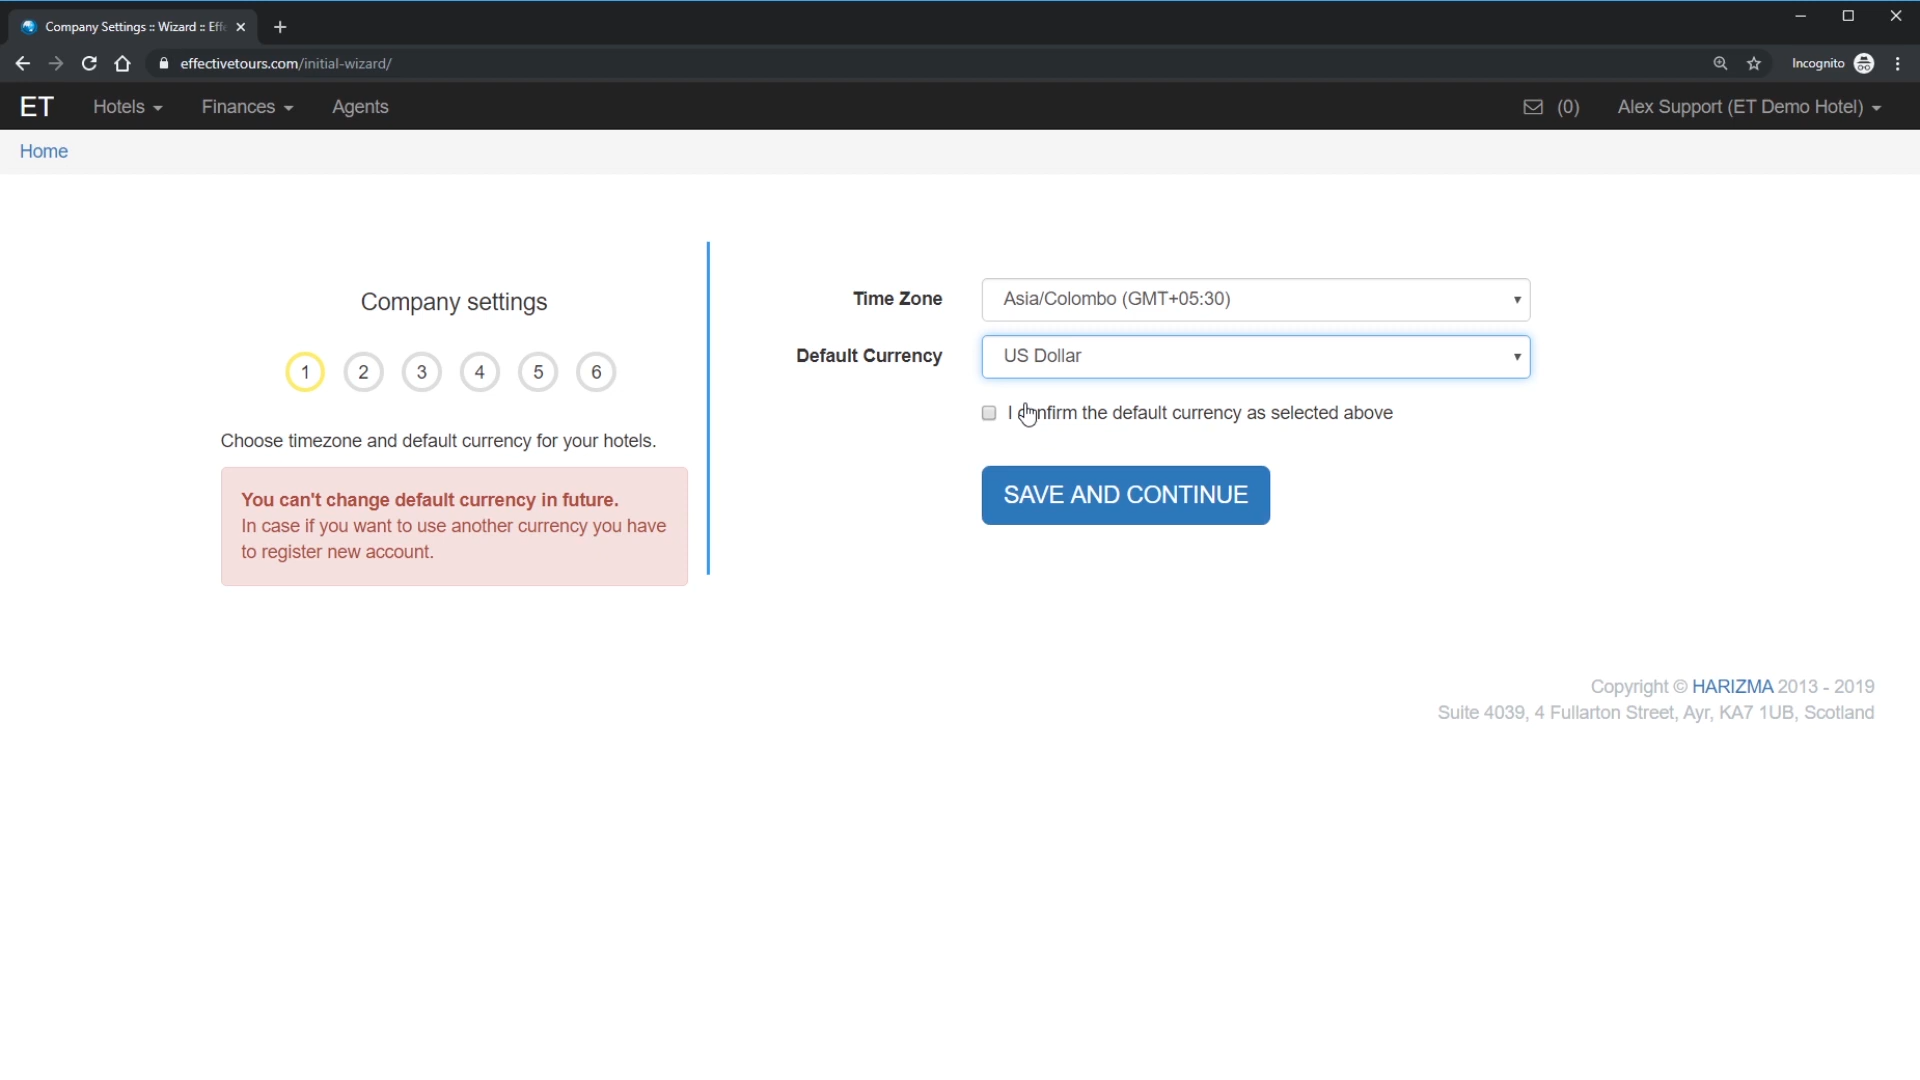 Company Settings :: Wizard :: Eff
effectivetours.com/initial-wizard/
Incognito
ET
Hotels
Finances
Agents
(0)
Alex Support (ET Demo Hotel)
Home
Company settings
1 2 3 4 5 6
Choose timezone and default currency for your hotels.
You can't change default currency in future.
In case if you want to use another currency you have
to register new account.
Time Zone
Asia/Colombo (GMT+05:30)
Default Currency
US Dollar
I confirm the default currency as selected above
SAVE AND CONTINUE
Copyright © HARIZMA 2013 - 2019
Suite 4039, 4 Fullarton Street, Ayr, KA7 1UB, Scotland